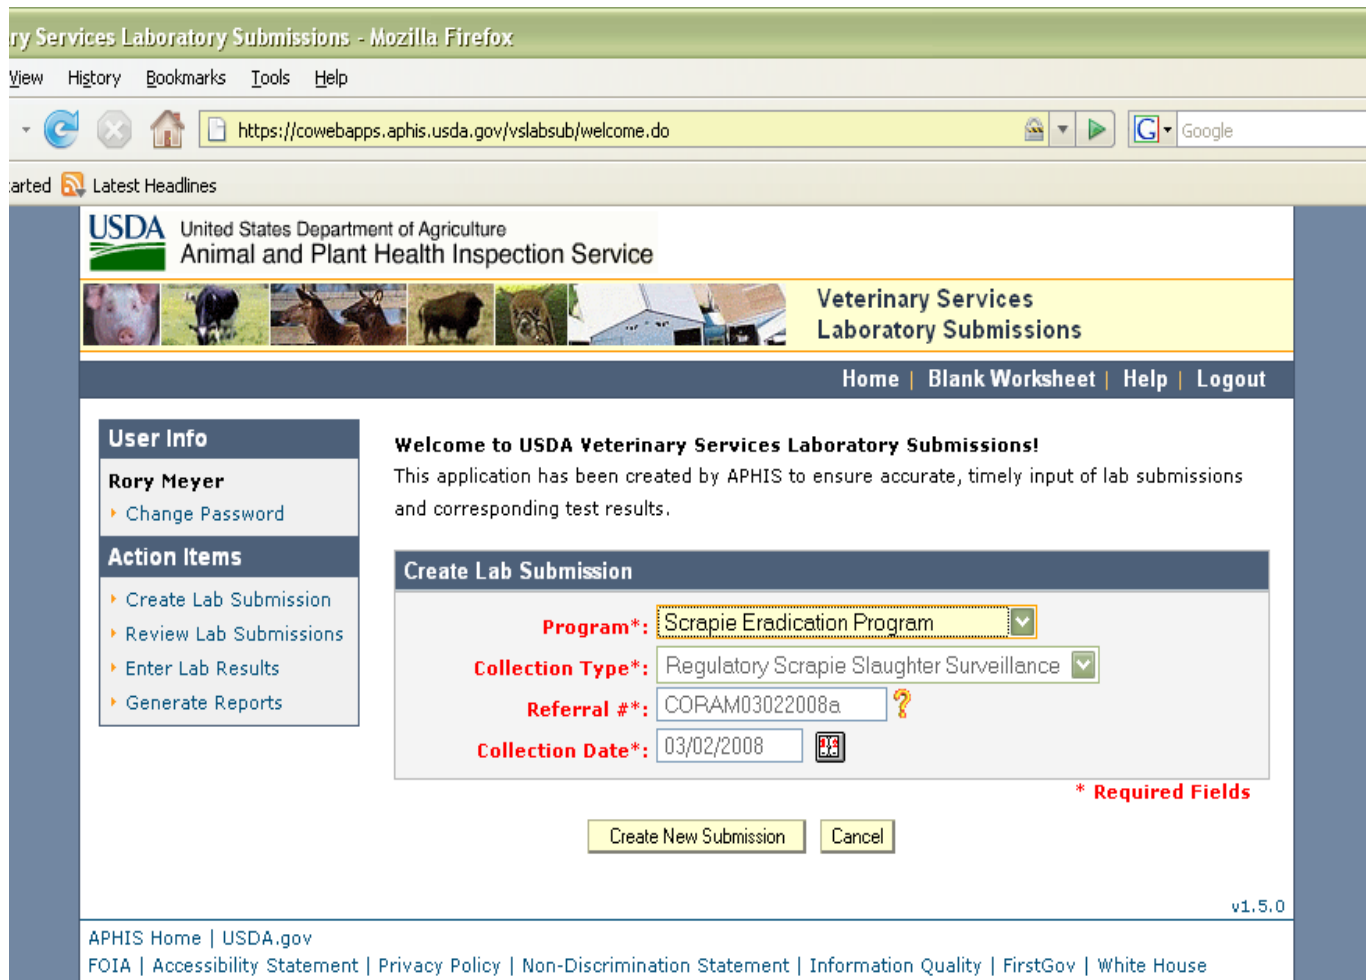 ry Services Laboratory Submissions - Mozilla Firefox
View History Bookmarks Tools Help
https://cowebapps.aphis.usda.gov/vslabsub/welcome.do G Google
arted Latest Headlines
USDA United States Department of Agriculture
Animal and Plant Health Inspection Service
Veterinary Services
Laboratory Submissions
Home | Blank Worksheet | Help | Logout
User Info
Rory Meyer
Change Password
Action Items
Create Lab Submission
Review Lab Submissions
Enter Lab Results
Generate Reports
Welcome to USDA Veterinary Services Laboratory Submissions!
This application has been created by APHIS to ensure accurate, timely input of lab submissions
and corresponding test results.
Create Lab Submission
Program*: Scrapie Eradication Program
Collection Type*: Regulatory Scrapie Slaughter Surveillance
Referral #*: CORAM03022008a ?
Collection Date*: 03/02/2008
* Required Fields
Create New Submission Cancel
v1.5.0
APHIS Home | USDA.gov
FOIA | Accessibility Statement | Privacy Policy | Non-Discrimination Statement | Information Quality | FirstGov | White House